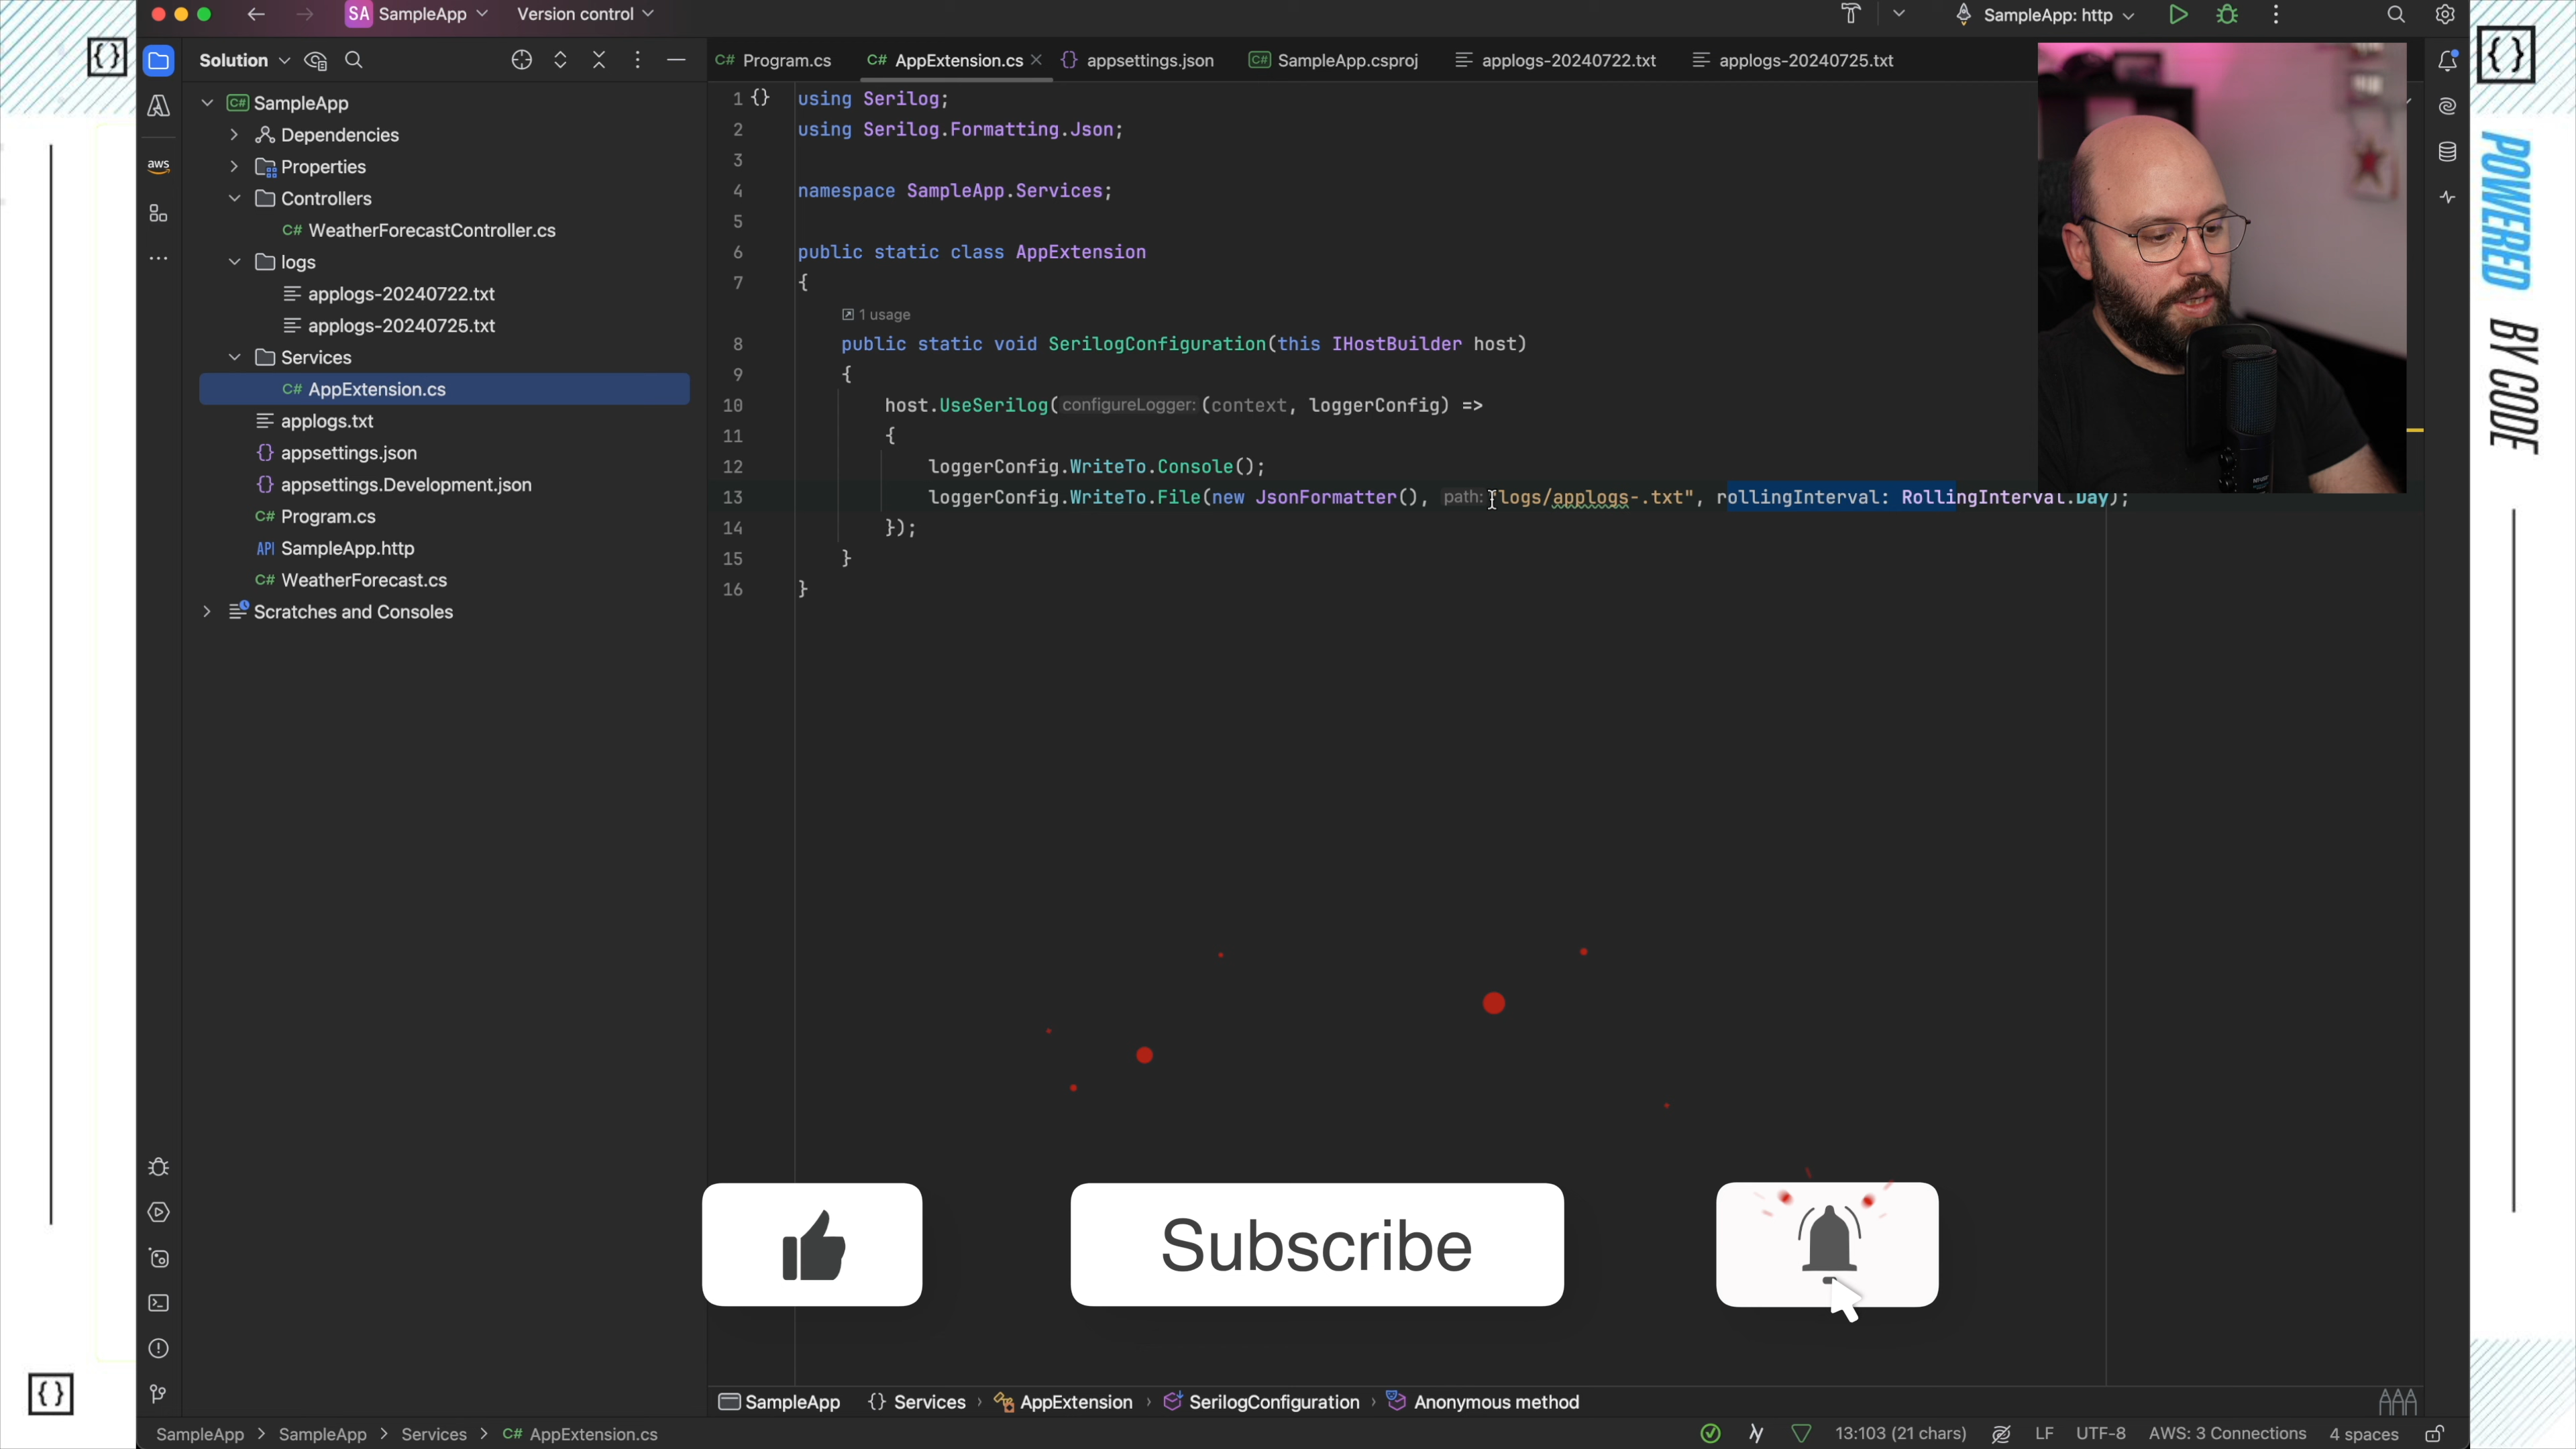 SA SampleApp Version control SampleApp: http
Solution
Program.cs AppExtension.cs appsettings.json SampleApp.csproj applogs-20240722.txt applogs-20240725.txt
SampleApp
Dependencies
Properties
Controllers
C# WeatherForecastController.cs
logs
applogs-20240722.txt
applogs-20240725.txt
Services
C# AppExtension.cs
applogs.txt
{} appsettings.json
{} appsettings.Development.json
C# Program.cs
API SampleApp.http
C# WeatherForecast.cs
Scratches and Consoles
aws
1 {} using Serilog;
2 using Serilog.Formatting.Json;
3
4 namespace SampleApp.Services;
5
6 public static class AppExtension
7 {
1 usage
8 public static void SerilogConfiguration(this IHostBuilder host)
9 {
10 host.UseSerilog( configureLogger: (context, loggerConfig) =>
11 {
12 loggerConfig.WriteTo.Console();
13 loggerConfig.WriteTo.File(new JsonFormatter(), path: "logs/applogs-.txt", rollingInterval: RollingInterval.Day);
14 });
15 }
16 }
POWERED BY CODE
Subscribe
SampleApp {} Services › AppExtension › SerilogConfiguration › Anonymous method
SampleApp > SampleApp > Services > C# AppExtension.cs 13:103 (21 chars) LF UTF-8 AWS: 3 Connections 4 spaces